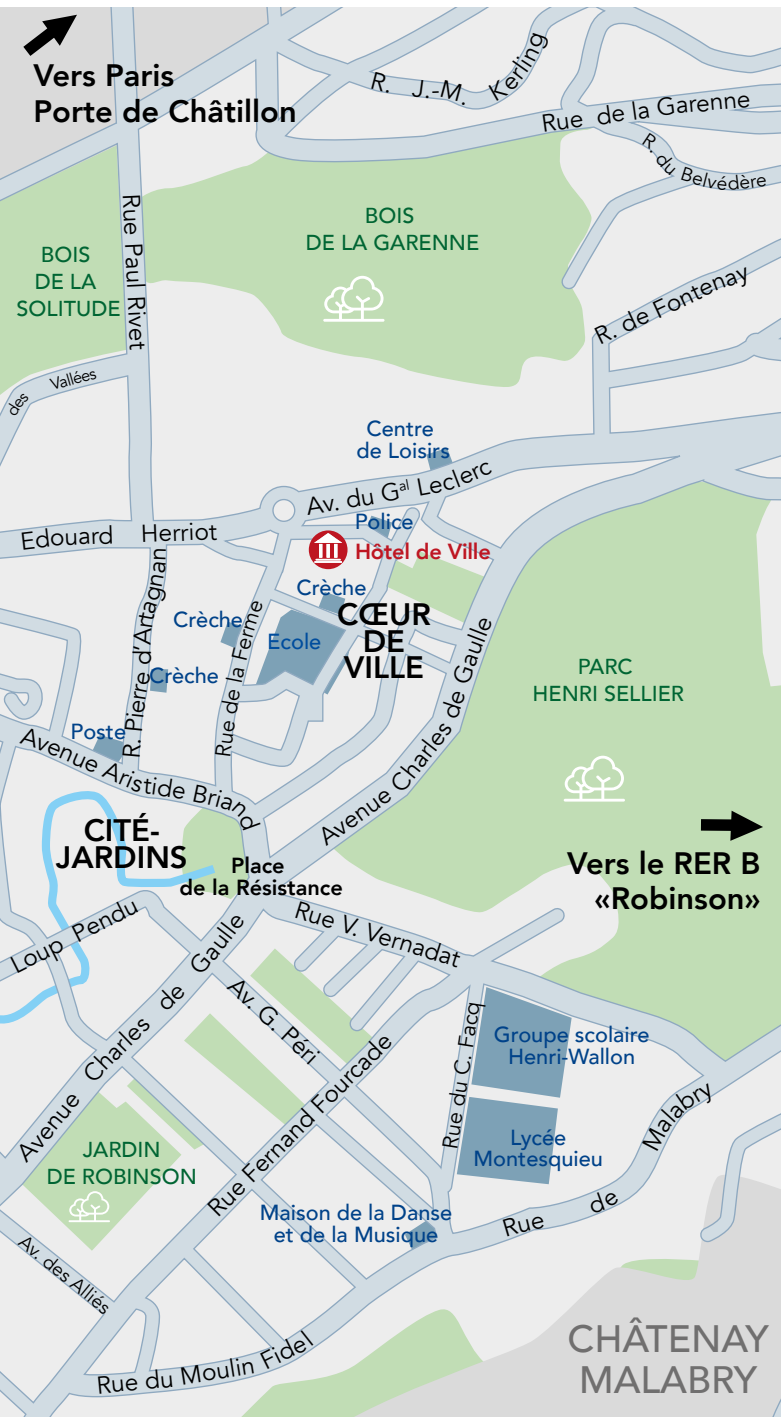 Vers Paris
Porte de Châtillon
R. J.-M. Kerling
Rue de la Garenne
R. du Belvédère
Rue Paul Rivet
BOIS
DE LA GARENNE
BOIS
DE LA
SOLITUDE
R. de Fontenay
des Vallées
Centre
de Loisirs
Av. du Gal Leclerc
Edouard Herriot
Police
Hôtel de Ville
Crèche
CŒUR
DE
VILLE
Crèche
Ecole
Crèche
R. Pierre d'Artagnan
Rue de la Ferme
Avenue Charles de Gaulle
PARC
HENRI SELLIER
Poste
Avenue Aristide Briand
CITÉ-
JARDINS
Place
de la Résistance
Vers le RER B
«Robinson»
Loup Pendu
Rue V. Vernadat
Avenue Charles de Gaulle
Av. G. Péri
Rue du C. Facq
Groupe scolaire
Henri-Wallon
Rue Fernand Fourcade
Lycée
Montesquieu
JARDIN
DE ROBINSON
Maison de la Danse
et de la Musique
Rue de Malabry
Av. des Alliés
Rue du Moulin Fidel
CHÂTENAY
MALABRY